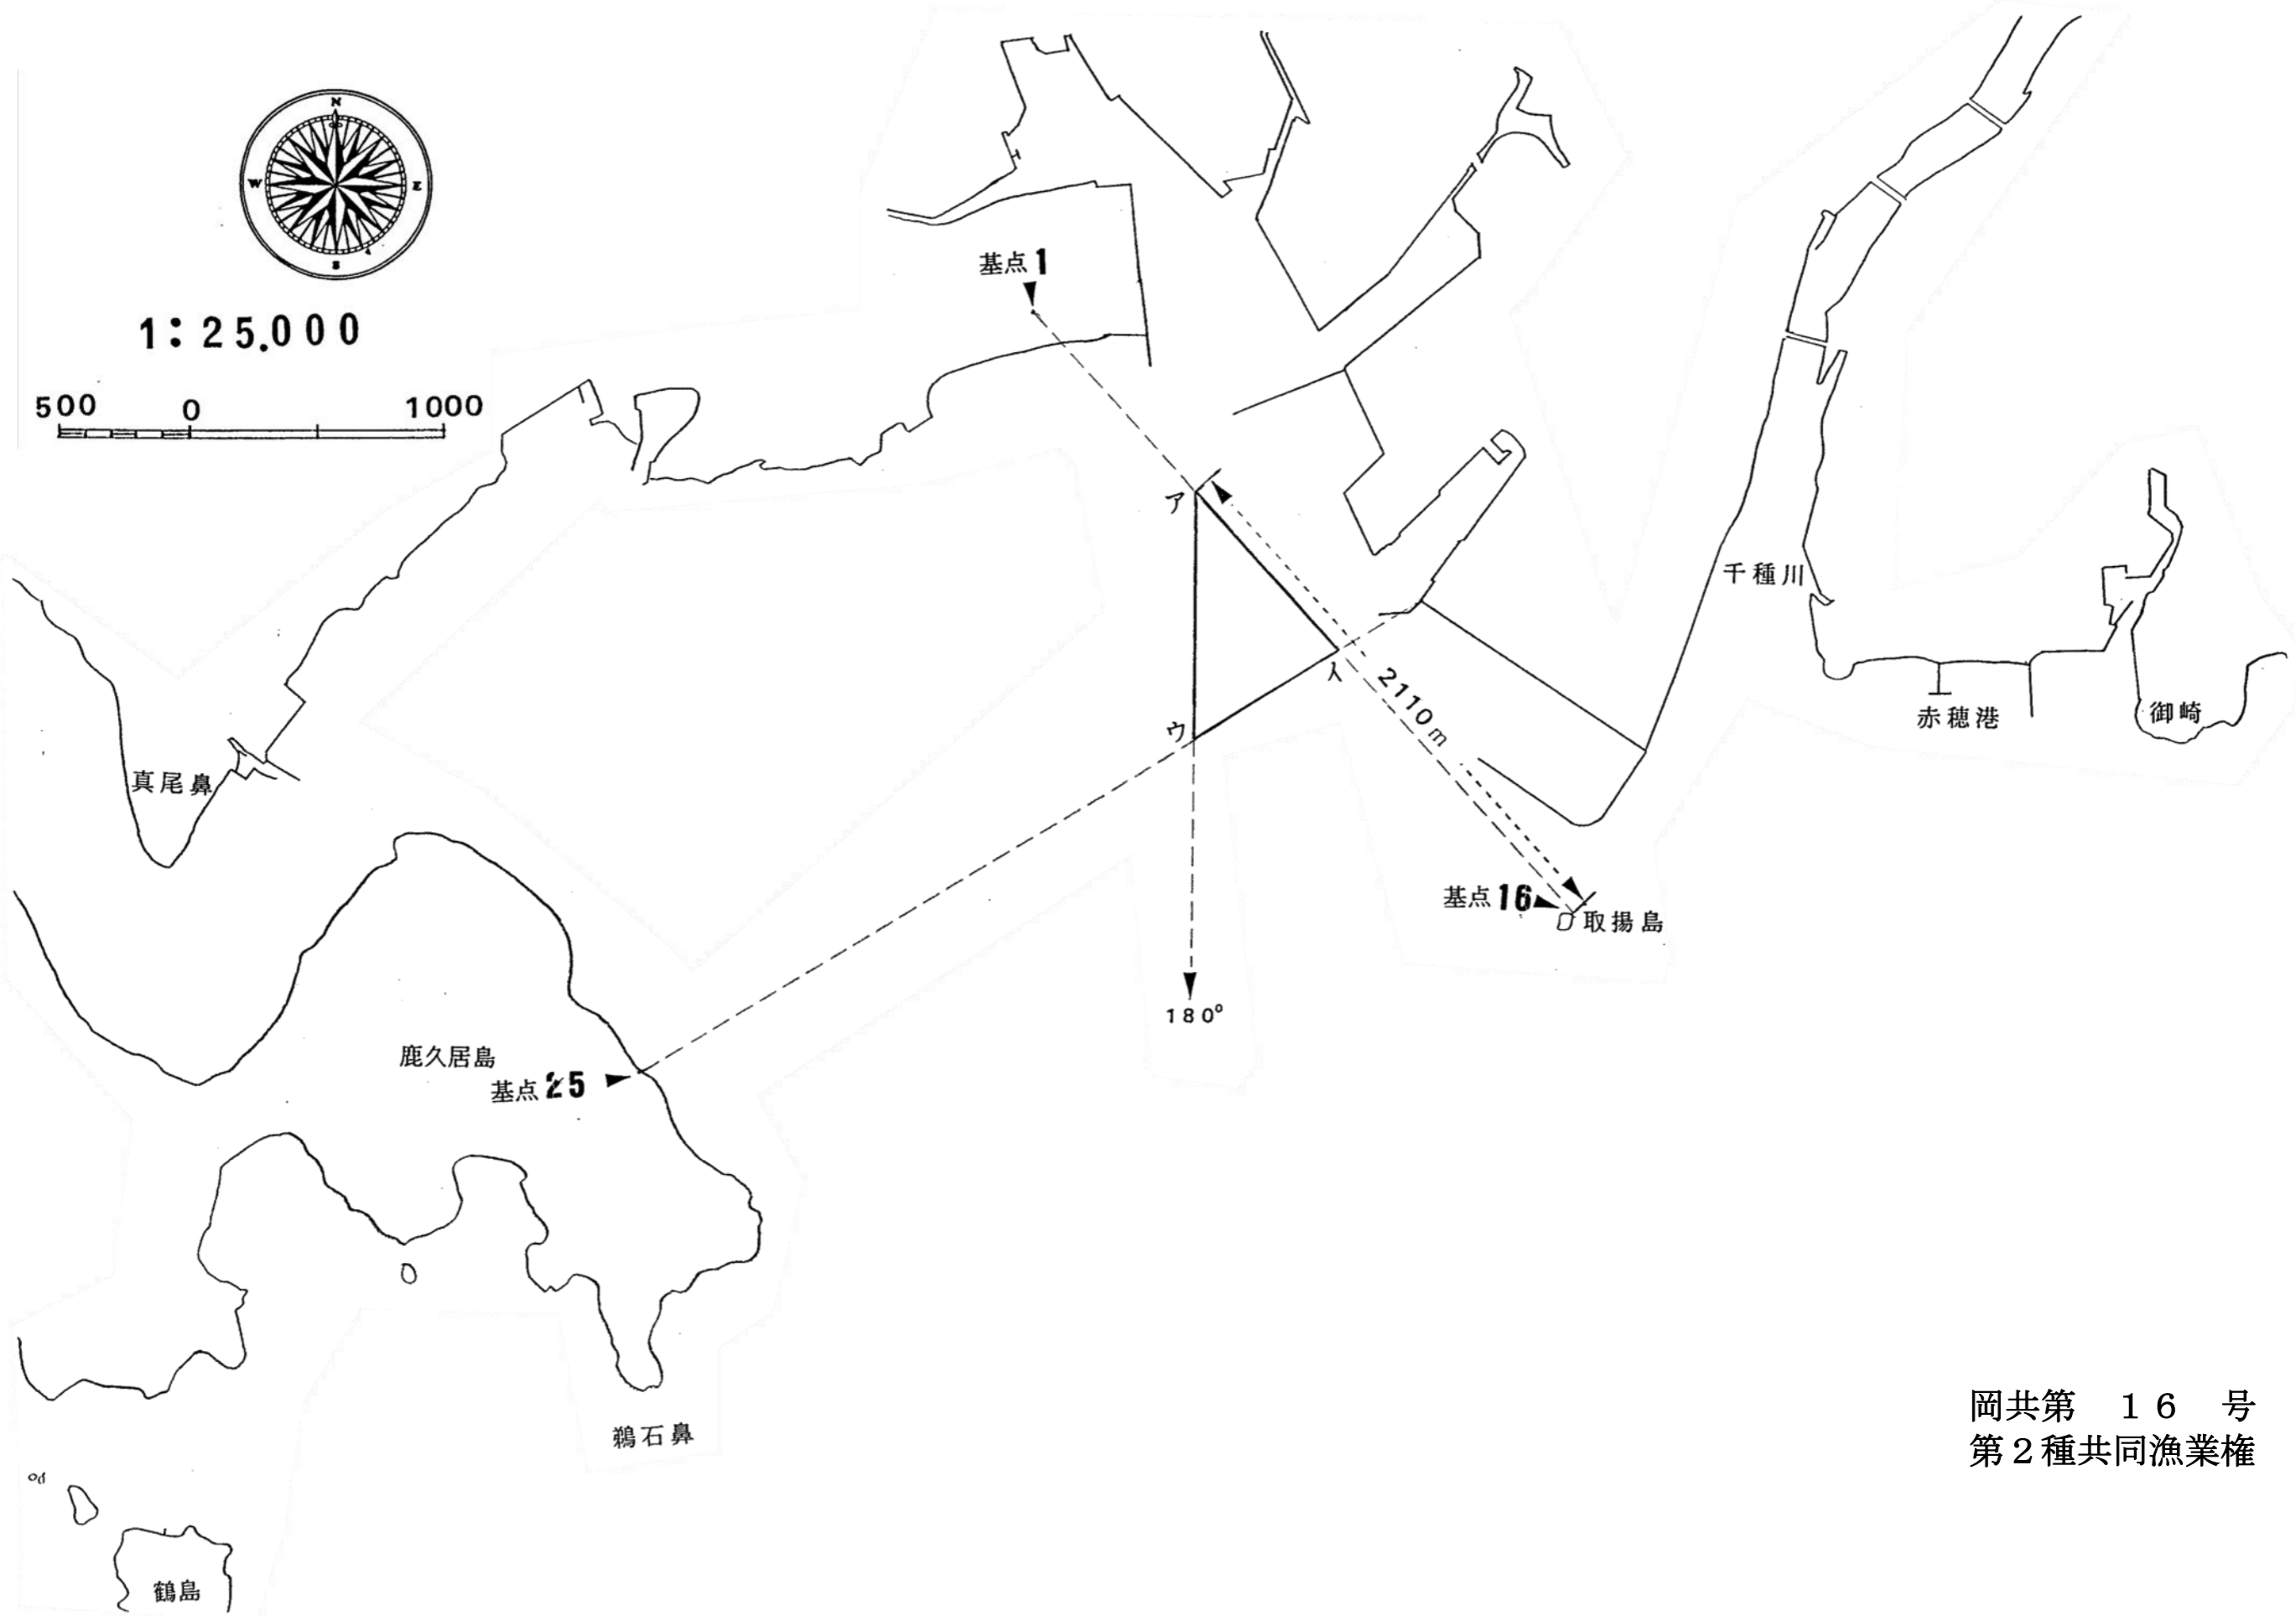 N
W
E
S
1:25.000
500 0 1000
基点1
ア
イ
ウ
2110m
千種川
赤穂港
御崎
真尾鼻
基点16
取揚島
180°
鹿久居島
基点25
鵜石鼻
鶴島
岡共第 16 号
第2種共同漁業権